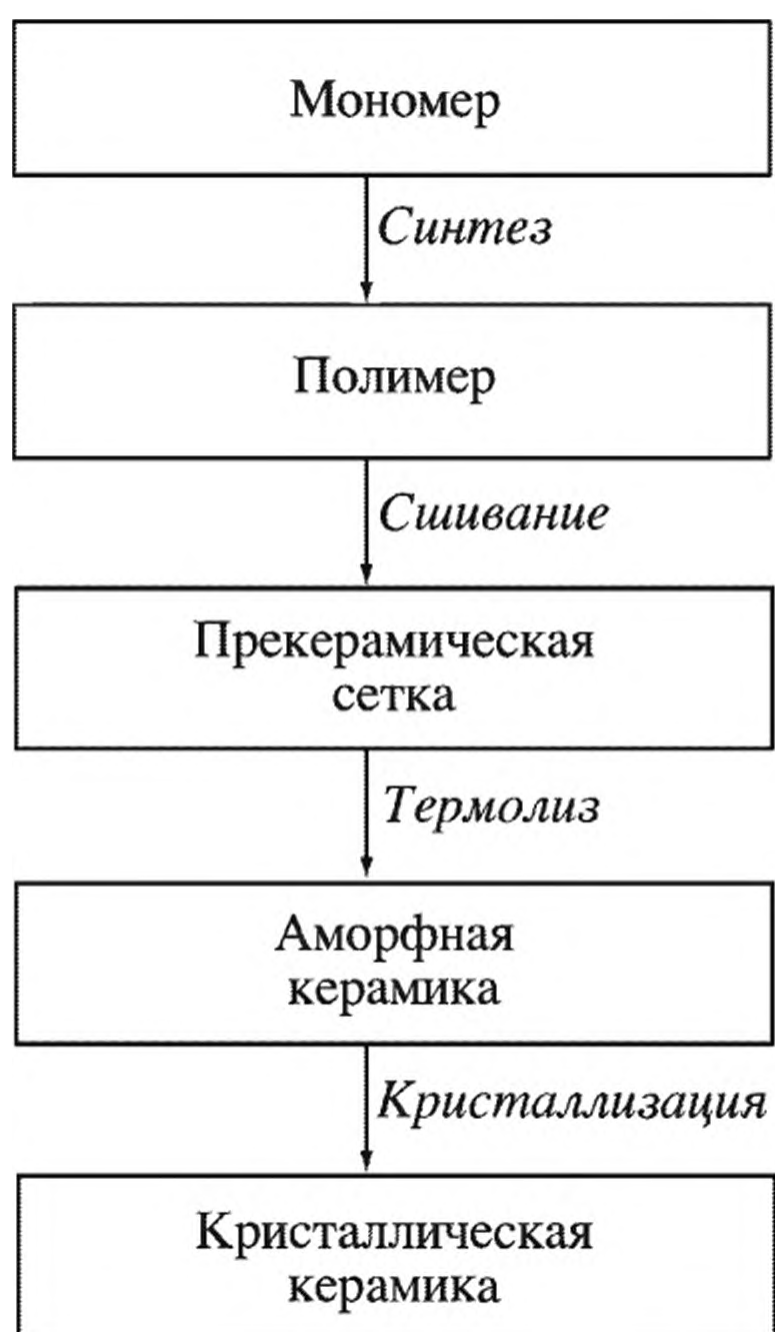 Мономер
Синтез
Полимер
Сшивание
Прекерамическая
сетка
Термолиз
Аморфная
керамика
Кристаллизация
Кристаллическая
керамика